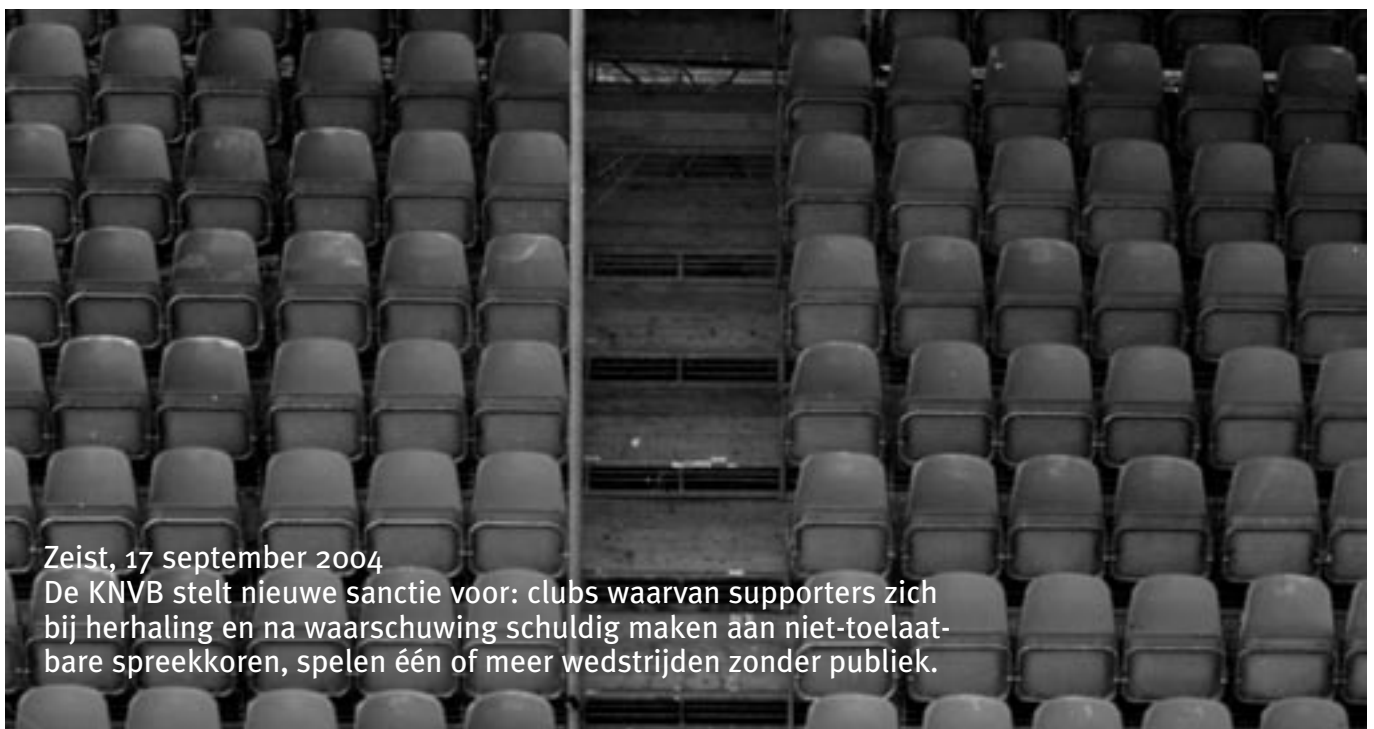 Zeist, 17 september 2004
De KNVB stelt nieuwe sanctie voor: clubs waarvan supporters zich
bij herhaling en na waarschuwing schuldig maken aan niet-toelaat-
bare spreekkoren, spelen één of meer wedstrijden zonder publiek.